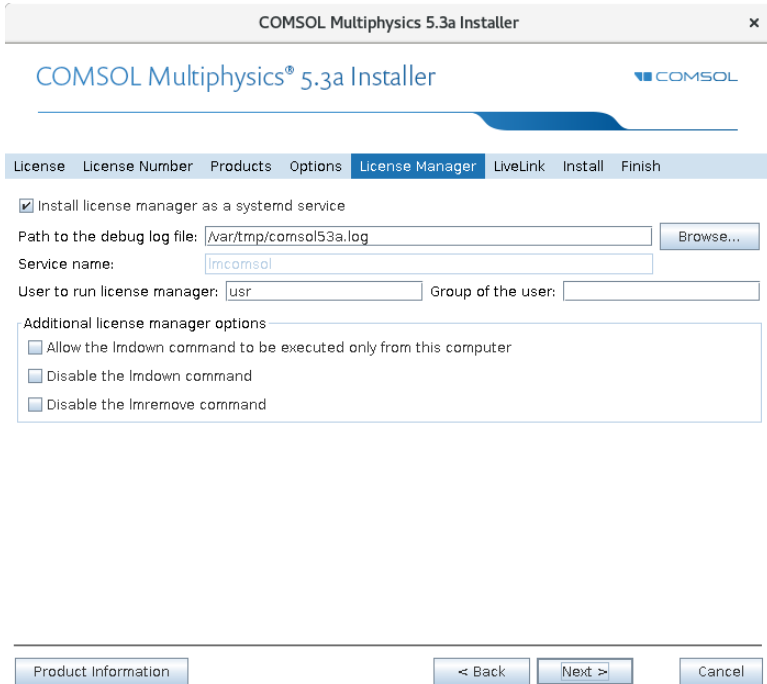 COMSOL Multiphysics 5.3a Installer ×
COMSOL Multiphysics® 5.3a Installer COMSOL
License License Number Products Options License Manager LiveLink Install Finish
Install license manager as a systemd service
Path to the debug log file: /var/tmp/comsol53a.log Browse...
Service name: lmcomsol
User to run license manager: usr Group of the user:
Additional license manager options
Allow the lmdown command to be executed only from this computer
Disable the lmdown command
Disable the lmremove command
Product Information < Back Next > Cancel